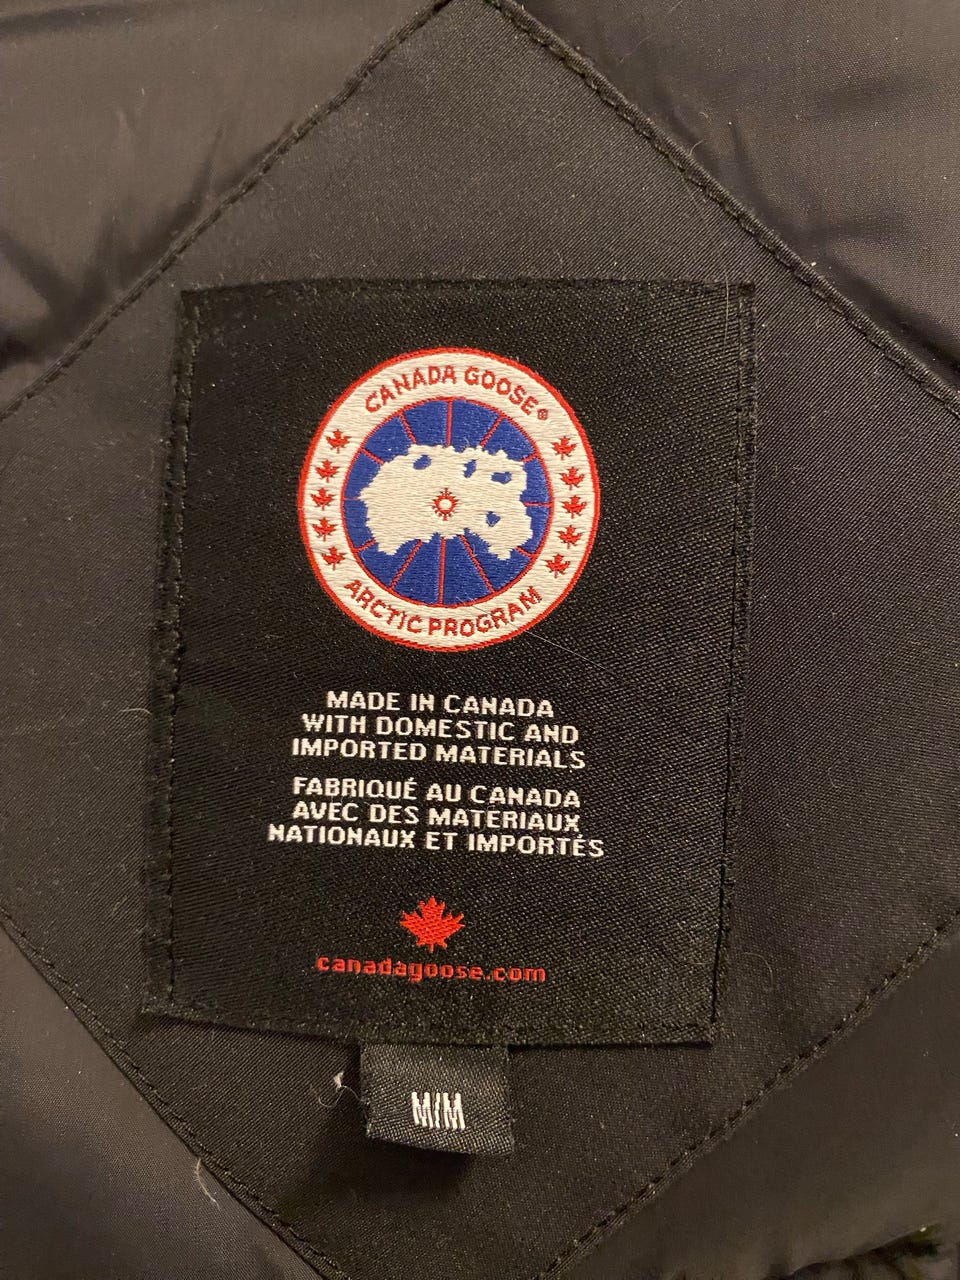 CANADA GOOSE®
ARCTIC PROGRAM
MADE IN CANADA
WITH DOMESTIC AND
IMPORTED MATERIALS
FABRIQUÉ AU CANADA
AVEC DES MATERIAUX
NATIONAUX ET IMPORTÉS
canadagoose.com
M/M